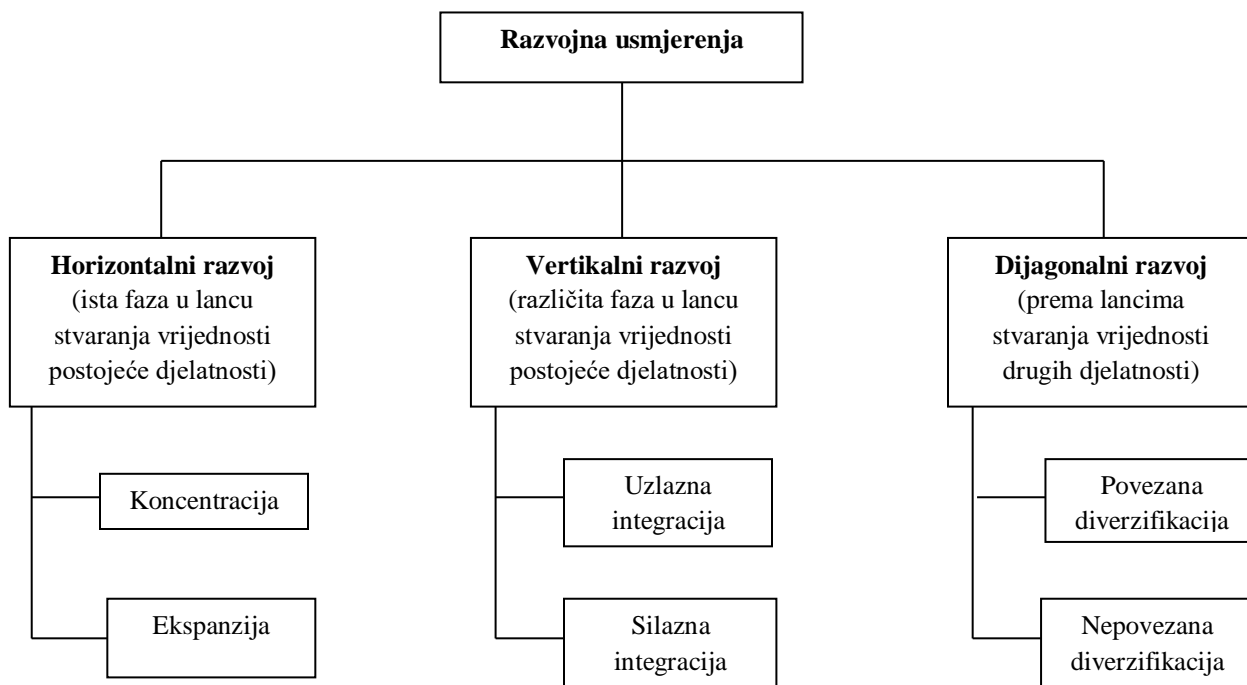 Razvojna usmjerenja
Horizontalni razvoj
(ista faza u lancu
stvaranja vrijednosti
postojeće djelatnosti)
Vertikalni razvoj
(različita faza u lancu
stvaranja vrijednosti
postojeće djelatnosti)
Dijagonalni razvoj
(prema lancima
stvaranja vrijednosti
drugih djelatnosti)
Koncentracija
Ekspanzija
Uzlazna
integracija
Silazna
integracija
Povezana
diverzifikacija
Nepovezana
diverzifikacija